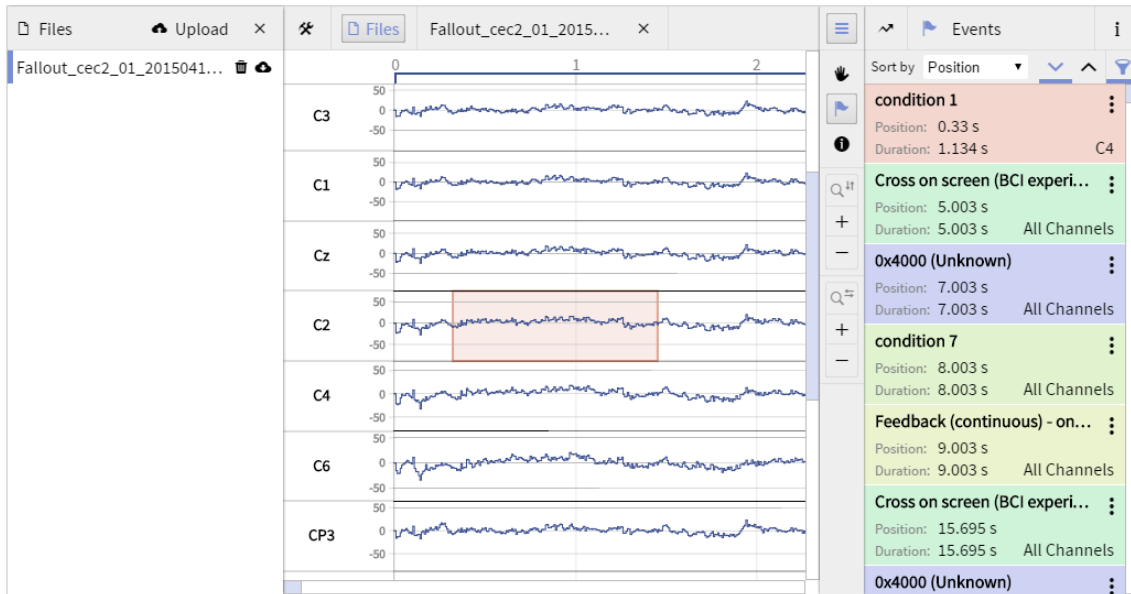 Files Upload ×
Fallout_cec2_01_2015041...
Files Fallout_cec2_01_2015... ×
0 1 2
50
C3 0
-50
50
C1 0
-50
50
Cz 0
-50
50
C2 0
-50
50
C4 0
-50
50
C6 0
-50
50
CP3 0
-50
+
−
+
−
Events i
Sort by Position
condition 1
Position: 0.33 s
Duration: 1.134 s C4
Cross on screen (BCI experi...
Position: 5.003 s
Duration: 5.003 s All Channels
0x4000 (Unknown)
Position: 7.003 s
Duration: 7.003 s All Channels
condition 7
Position: 8.003 s
Duration: 8.003 s All Channels
Feedback (continuous) - on...
Position: 9.003 s
Duration: 9.003 s All Channels
Cross on screen (BCI experi...
Position: 15.695 s
Duration: 15.695 s All Channels
0x4000 (Unknown)